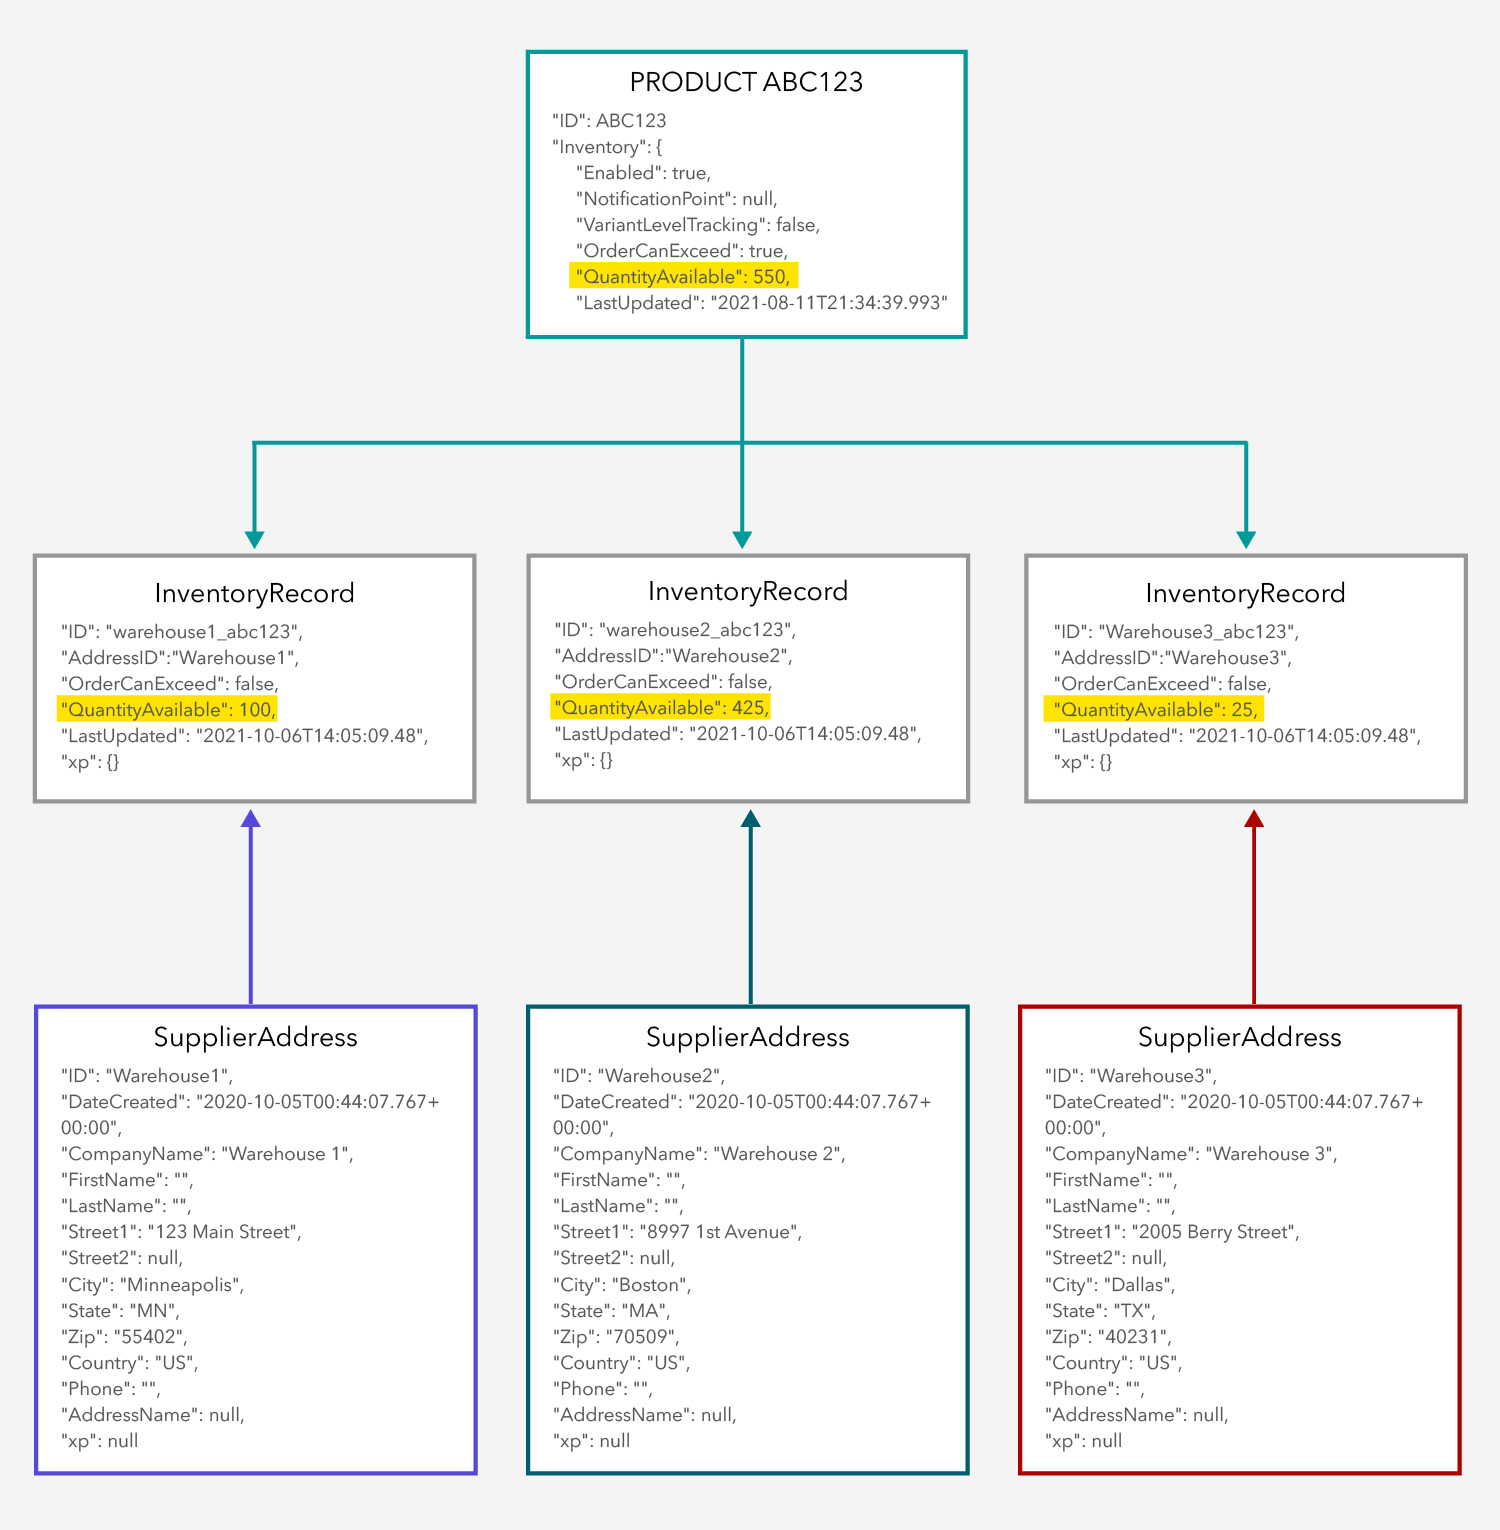 PRODUCT ABC123
"ID": ABC123
"Inventory": {
"Enabled": true,
"NotificationPoint": null,
"VariantLevelTracking": false,
"OrderCanExceed": true,
"QuantityAvailable": 550,
"LastUpdated": "2021-08-11T21:34:39.993"
InventoryRecord
"ID": "warehouse1_abc123",
"AddressID":"Warehouse1",
"OrderCanExceed": false,
"QuantityAvailable": 100,
"LastUpdated": "2021-10-06T14:05:09.48",
"xp": {}
InventoryRecord
"ID": "warehouse2_abc123",
"AddressID":"Warehouse2",
"OrderCanExceed": false,
"QuantityAvailable": 425,
"LastUpdated": "2021-10-06T14:05:09.48",
"xp": {}
InventoryRecord
"ID": "Warehouse3_abc123",
"AddressID":"Warehouse3",
"OrderCanExceed": false,
"QuantityAvailable": 25,
"LastUpdated": "2021-10-06T14:05:09.48",
"xp": {}
SupplierAddress
"ID": "Warehouse1",
"DateCreated": "2020-10-05T00:44:07.767+
00:00",
"CompanyName": "Warehouse 1",
"FirstName": "",
"LastName": "",
"Street1": "123 Main Street",
"Street2": null,
"City": "Minneapolis",
"State": "MN",
"Zip": "55402",
"Country": "US",
"Phone": "",
"AddressName": null,
"xp": null
SupplierAddress
"ID": "Warehouse2",
"DateCreated": "2020-10-05T00:44:07.767+
00:00",
"CompanyName": "Warehouse 2",
"FirstName": "",
"LastName": "",
"Street1": "8997 1st Avenue",
"Street2": null,
"City": "Boston",
"State": "MA",
"Zip": "70509",
"Country": "US",
"Phone": "",
"AddressName": null,
"xp": null
SupplierAddress
"ID": "Warehouse3",
"DateCreated": "2020-10-05T00:44:07.767+
00:00",
"CompanyName": "Warehouse 3",
"FirstName": "",
"LastName": "",
"Street1": "2005 Berry Street",
"Street2": null,
"City": "Dallas",
"State": "TX",
"Zip": "40231",
"Country": "US",
"Phone": "",
"AddressName": null,
"xp": null